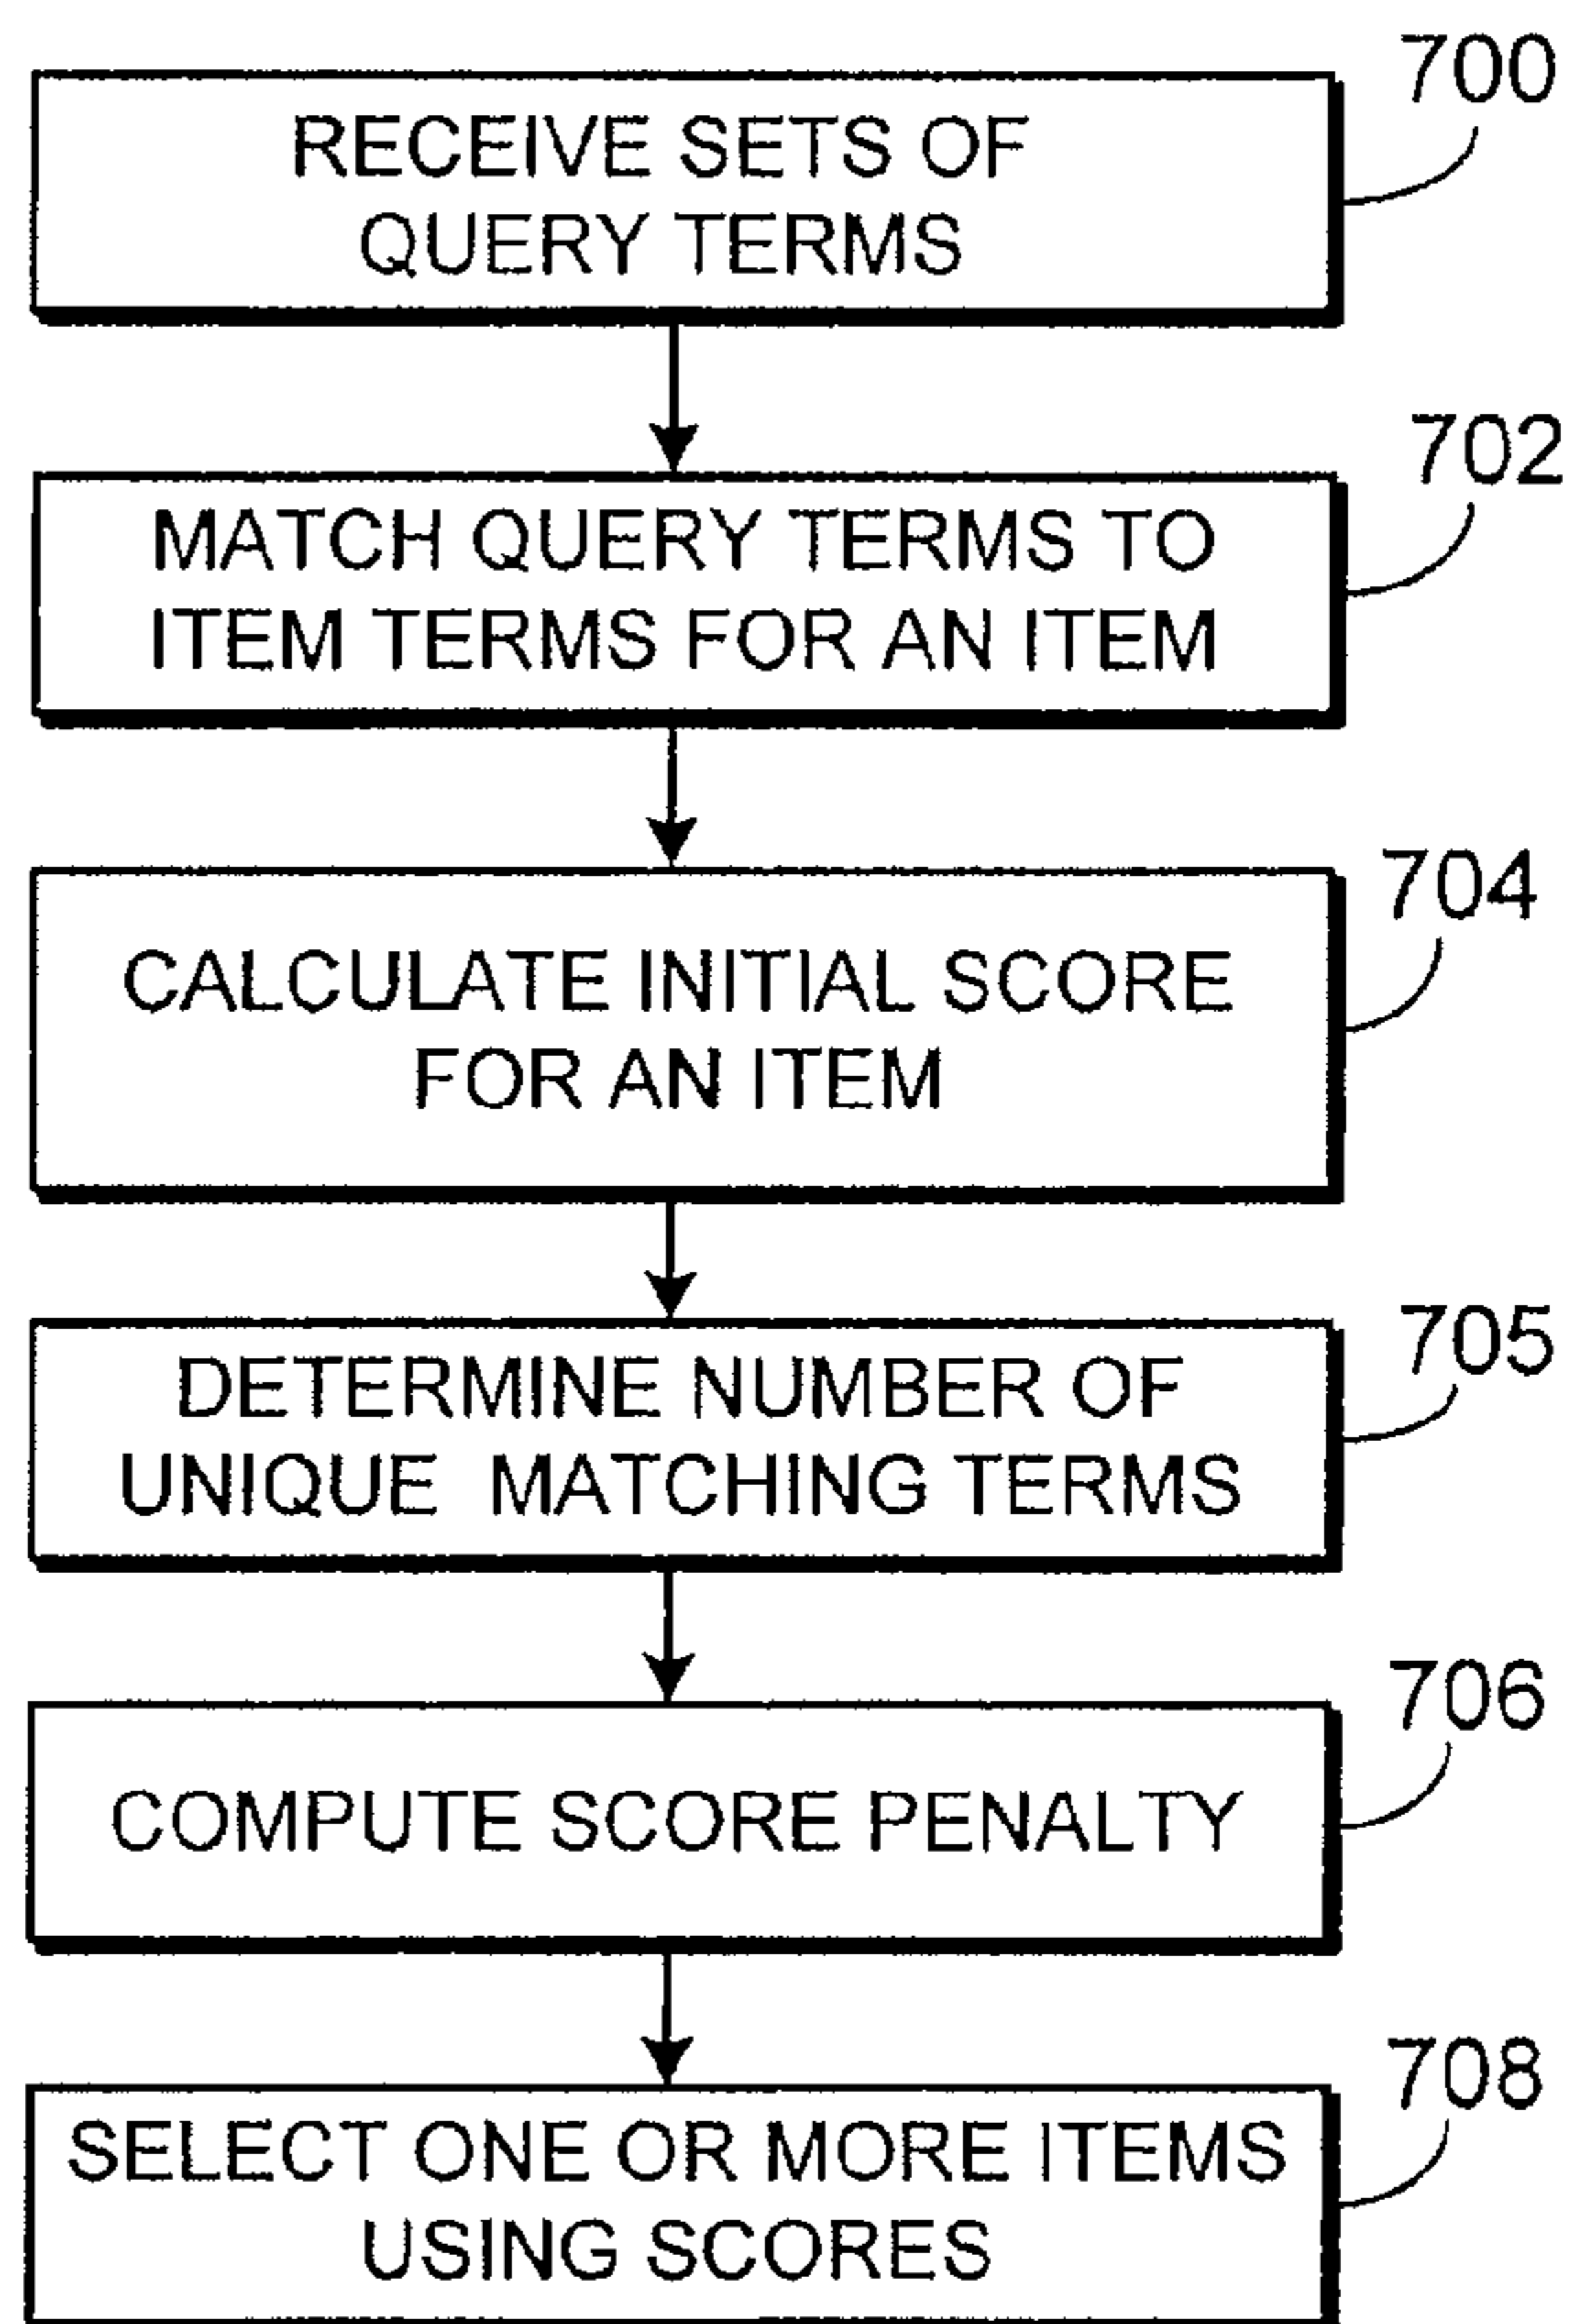 700
RECEIVE SETS OF
QUERY TERMS
702
MATCH QUERY TERMS TO
ITEM TERMS FOR AN ITEM
704
CALCULATE INITIAL SCORE
FOR AN ITEM
705
DETERMINE NUMBER OF
UNIQUE MATCHING TERMS
706
COMPUTE SCORE PENALTY
708
SELECT ONE OR MORE ITEMS
USING SCORES